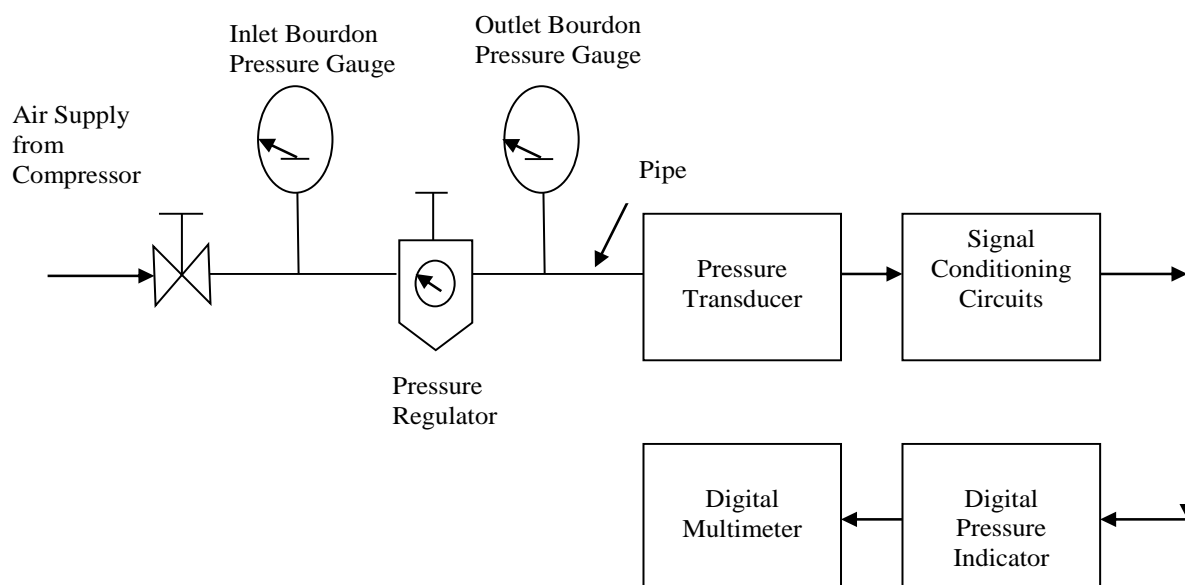 Inlet Bourdon
Pressure Gauge
Outlet Bourdon
Pressure Gauge
Air Supply
from
Compressor
Pipe
Pressure
Transducer
Signal
Conditioning
Circuits
Pressure
Regulator
Digital
Multimeter
Digital
Pressure
Indicator